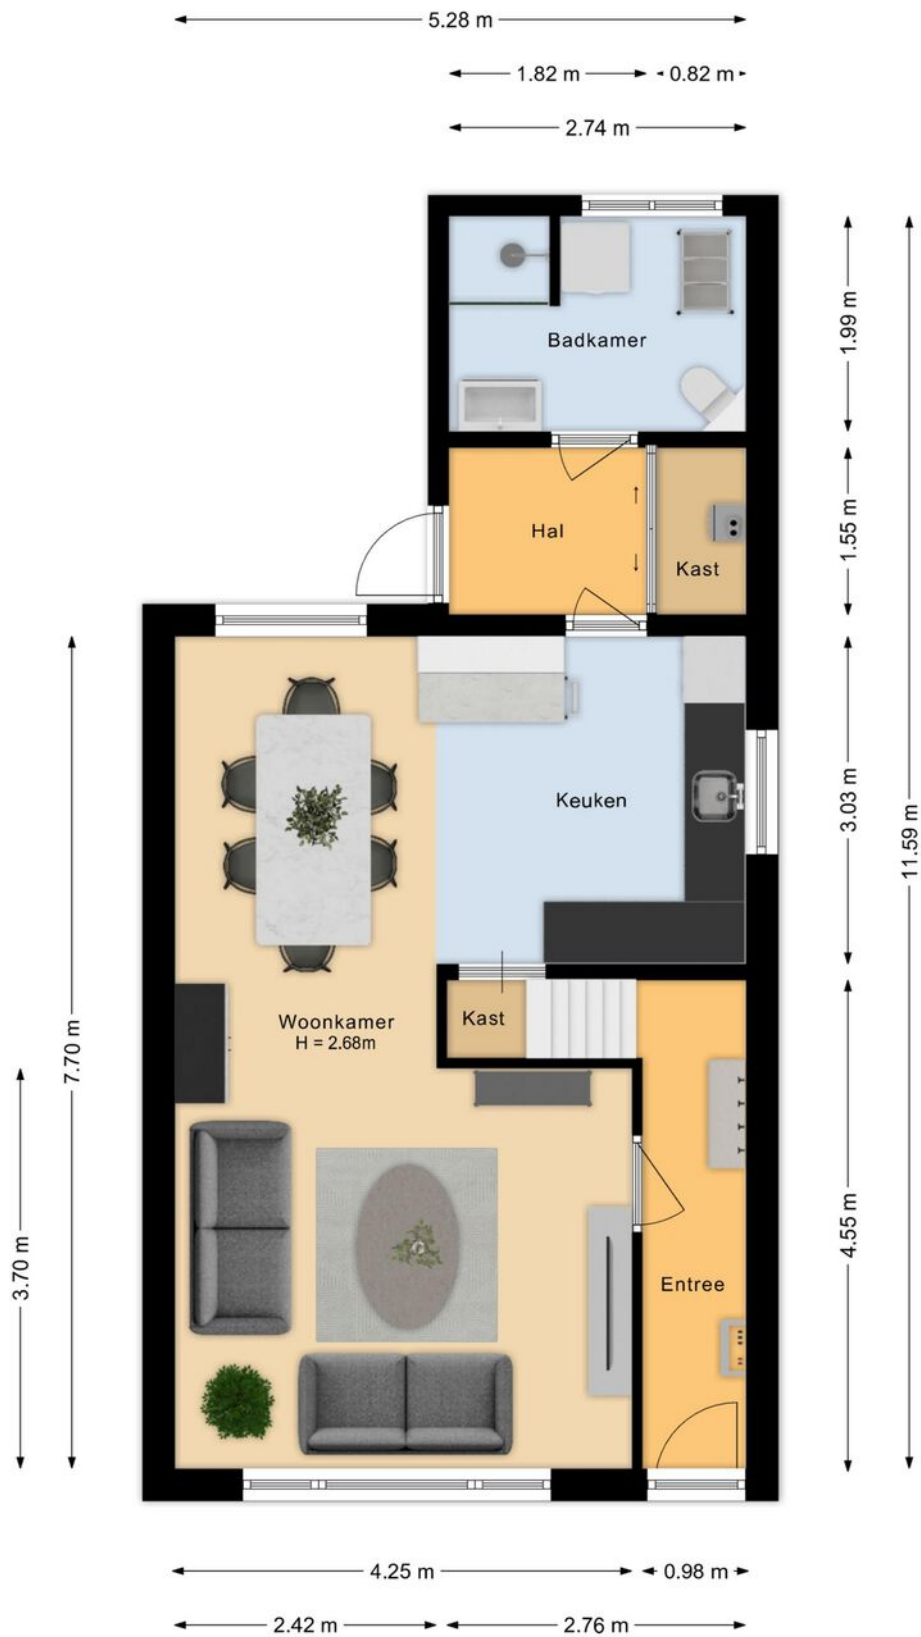 5.28 m
1.82 m
0.82 m
2.74 m
Badkamer
1.99 m
Hal
Kast
1.55 m
Keuken
3.03 m
11.59 m
Woonkamer
H = 2.68m
Kast
7.70 m
3.70 m
Entree
4.55 m
4.25 m
0.98 m
2.42 m
2.76 m